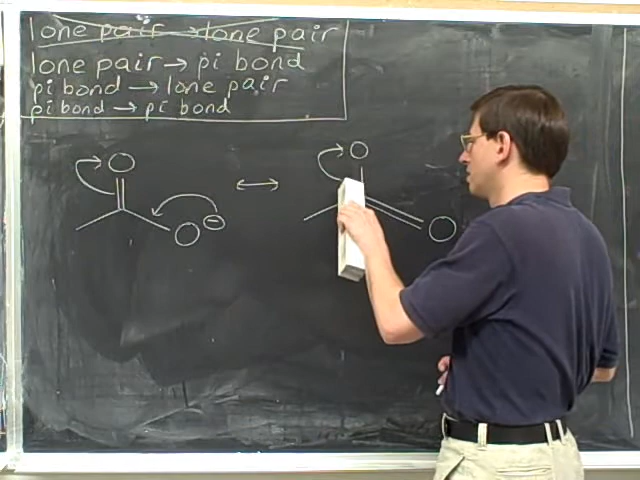 lone pair → lone pair
lone pair → pi bond
pi bond → lone pair
pi bond → pi bond
O O
⊖
O O